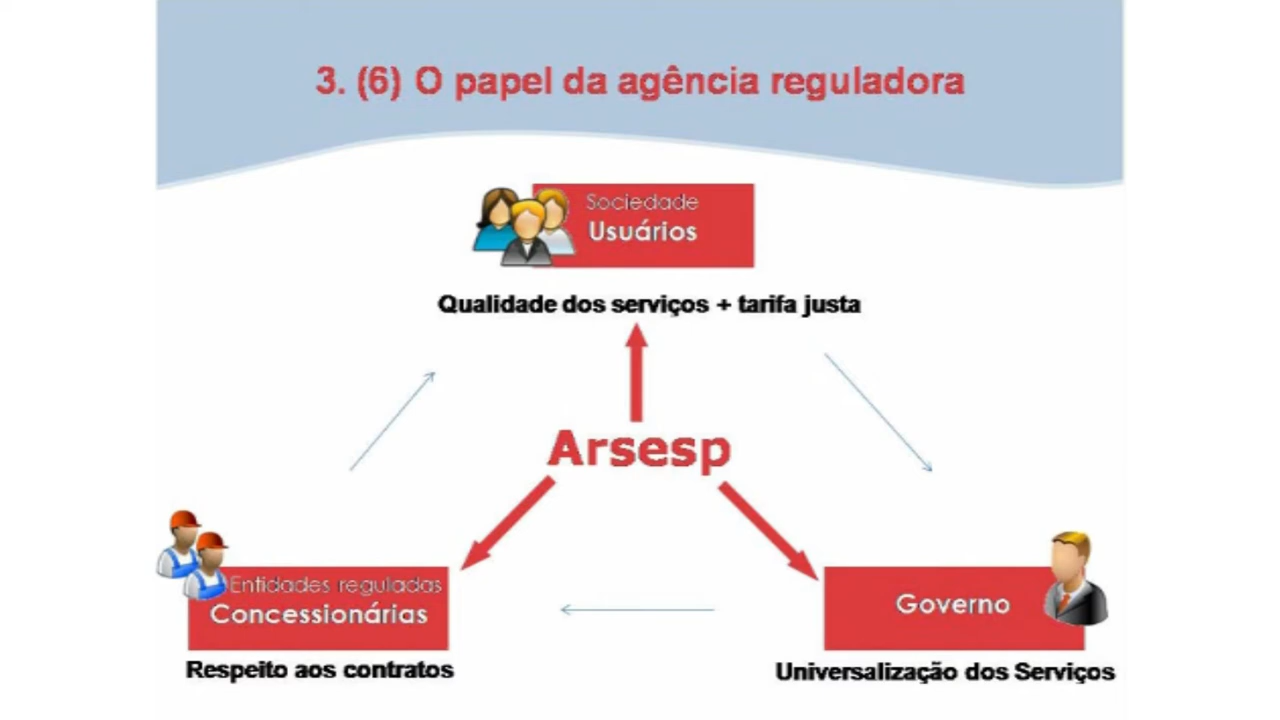 3. (6) O papel da agência reguladora
Sociedade
Usuários
Qualidade dos serviços + tarifa justa
Arsesp
Entidades reguladas
Concessionárias
Respeito aos contratos
Governo
Universalização dos Serviços